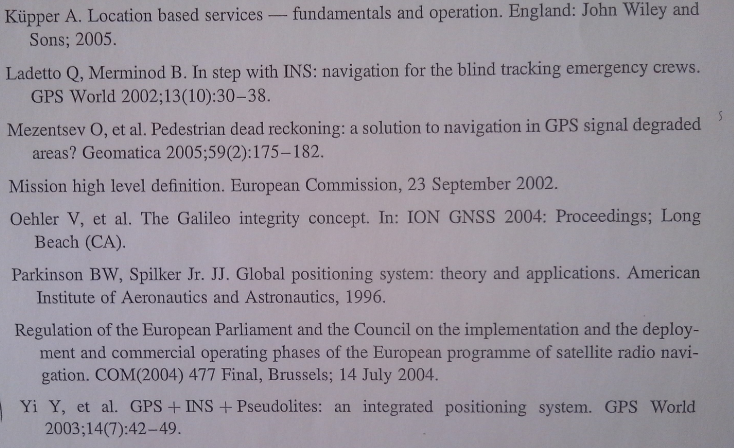 Küpper A. Location based services — fundamentals and operation. England: John Wiley and
Sons; 2005.
Ladetto Q, Merminod B. In step with INS: navigation for the blind tracking emergency crews.
GPS World 2002;13(10):30–38.
Mezentsev O, et al. Pedestrian dead reckoning: a solution to navigation in GPS signal degraded
areas? Geomatica 2005;59(2):175–182.
Mission high level definition. European Commission, 23 September 2002.
Oehler V, et al. The Galileo integrity concept. In: ION GNSS 2004: Proceedings; Long
Beach (CA).
Parkinson BW, Spilker Jr. JJ. Global positioning system: theory and applications. American
Institute of Aeronautics and Astronautics, 1996.
Regulation of the European Parliament and the Council on the implementation and the deploy-
ment and commercial operating phases of the European programme of satellite radio navi-
gation. COM(2004) 477 Final, Brussels; 14 July 2004.
Yi Y, et al. GPS + INS + Pseudolites: an integrated positioning system. GPS World
2003;14(7):42–49.